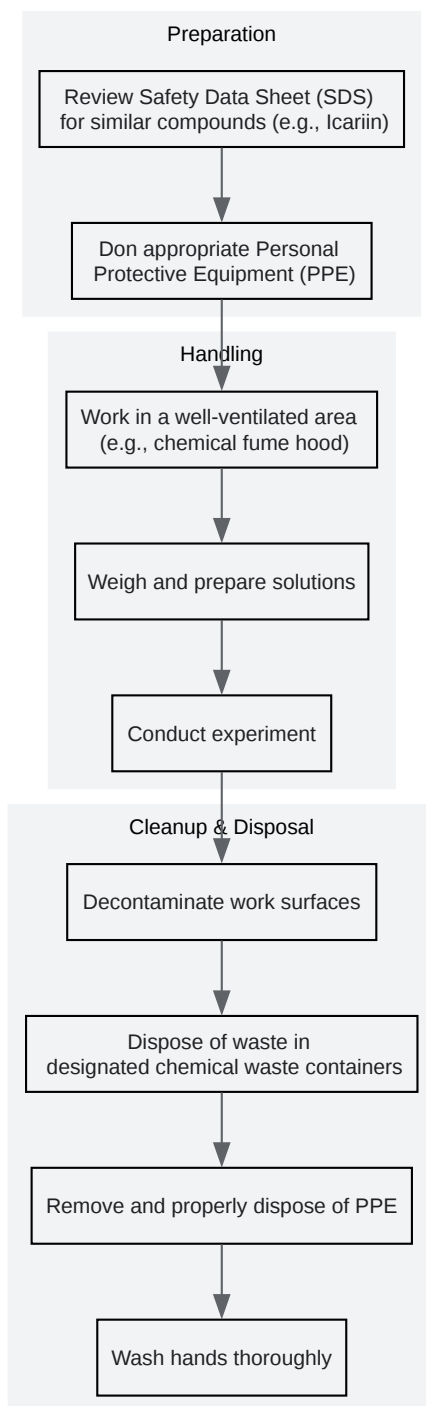 Preparation
Review Safety Data Sheet (SDS)
for similar compounds (e.g., Icariin)
Don appropriate Personal
Protective Equipment (PPE)
Handling
Work in a well-ventilated area
(e.g., chemical fume hood)
Weigh and prepare solutions
Conduct experiment
Cleanup & Disposal
Decontaminate work surfaces
Dispose of waste in
designated chemical waste containers
Remove and properly dispose of PPE
Wash hands thoroughly